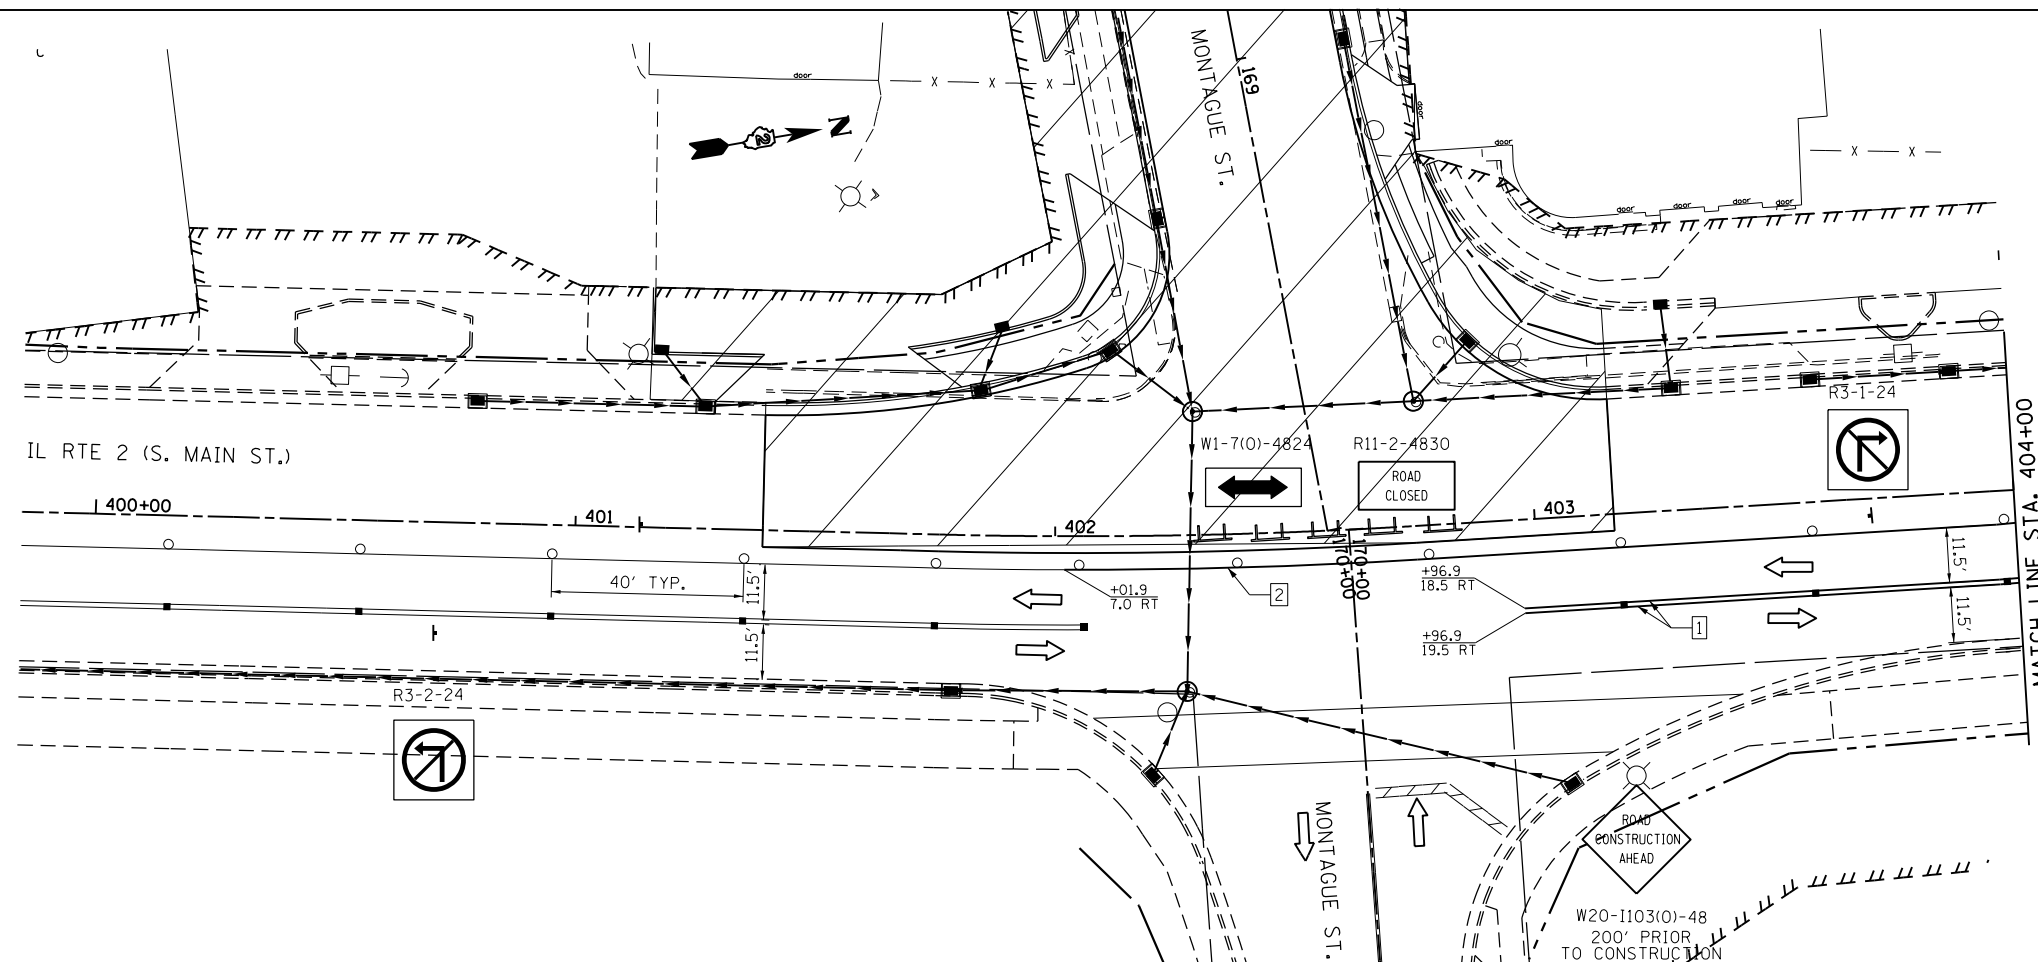 MONTAGUE ST.
169
door
door
door
door
door
door
door
X X X X
X X
N
2
IL RTE 2 (S. MAIN ST.)
400+00
401
402
403
W1-7(O)-4824
R11-2-4830
ROAD
CLOSED
R3-1-24
MATCH LINE STA. 404+00
170+00
170+00
40' TYP.
11.5'
11.5'
+01.9
7.0 RT
2
+96.9
18.5 RT
+96.9
19.5 RT
1
11.5'
11.5'
R3-2-24
MONTAGUE ST.
ROAD
CONSTRUCTION
AHEAD
W20-I103(O)-48
200' PRIOR
TO CONSTRUCTION